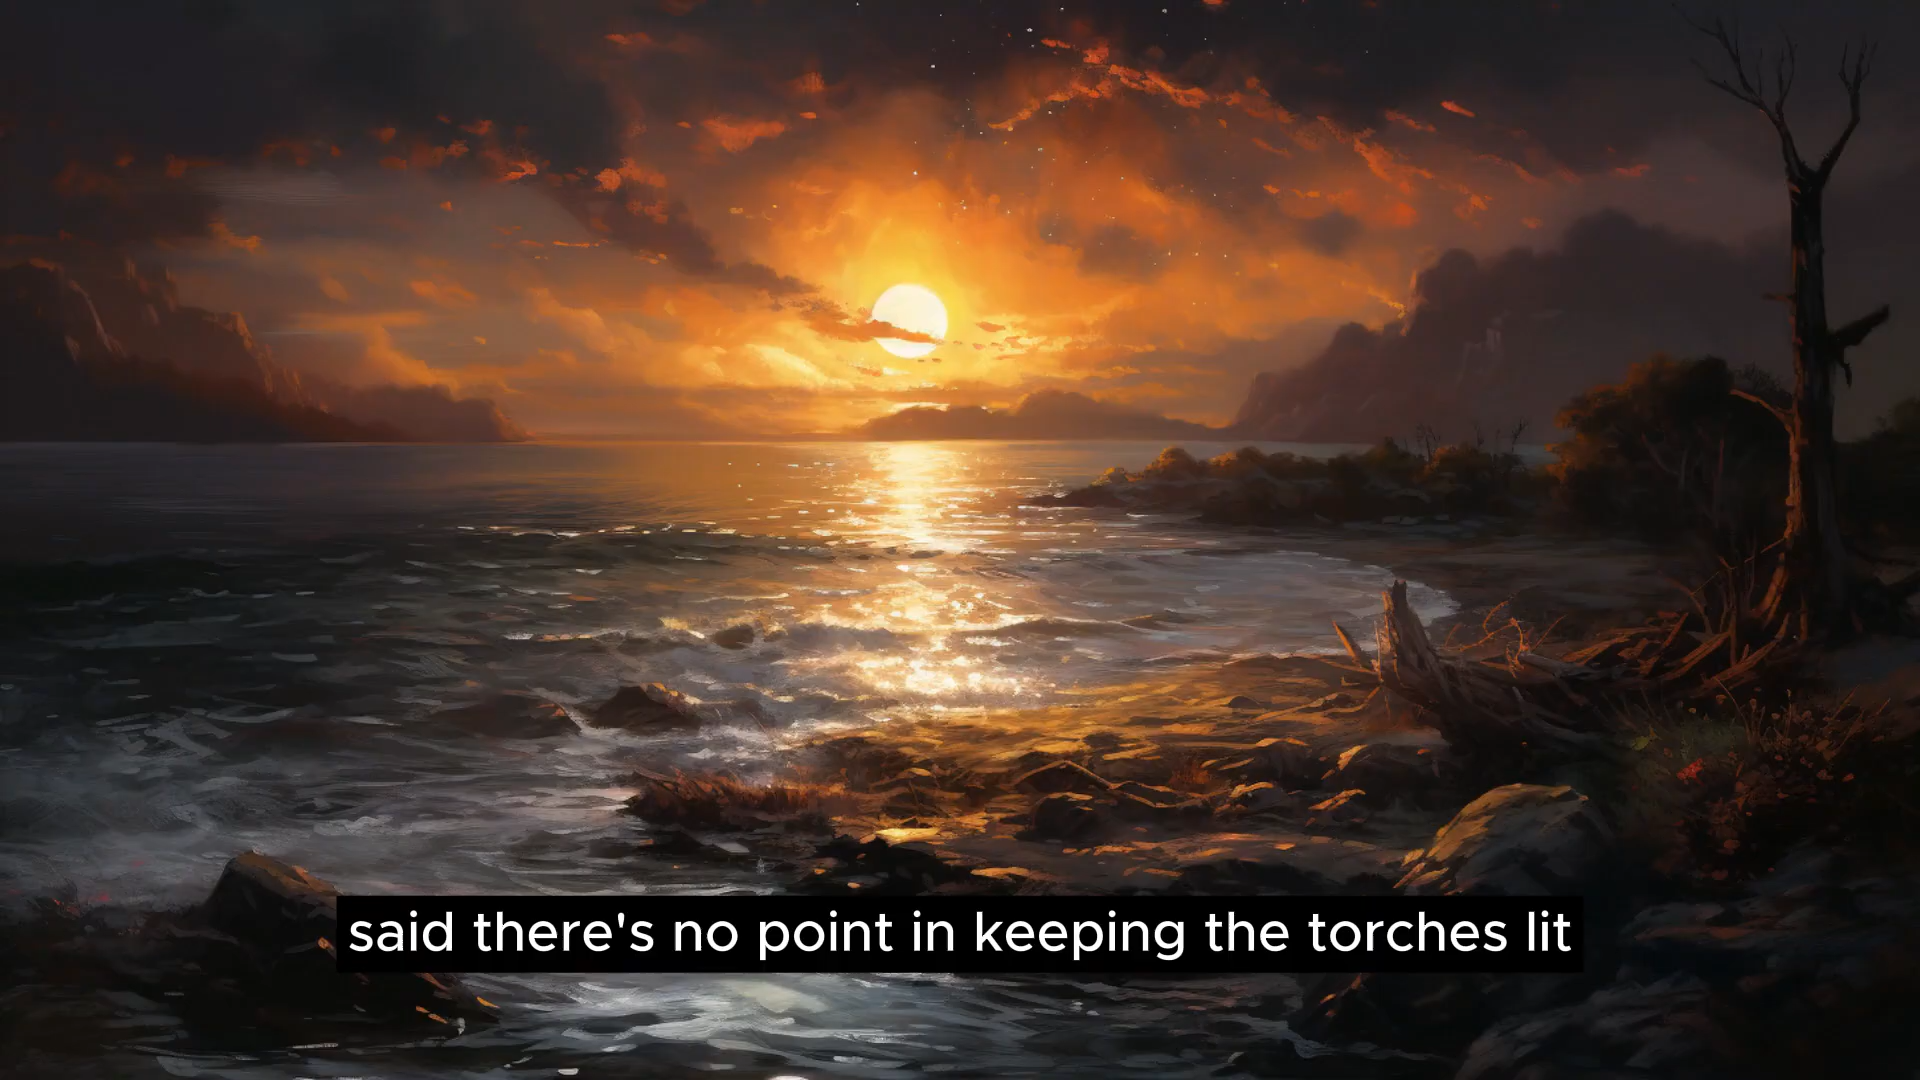 said there's no point in keeping the torches lit